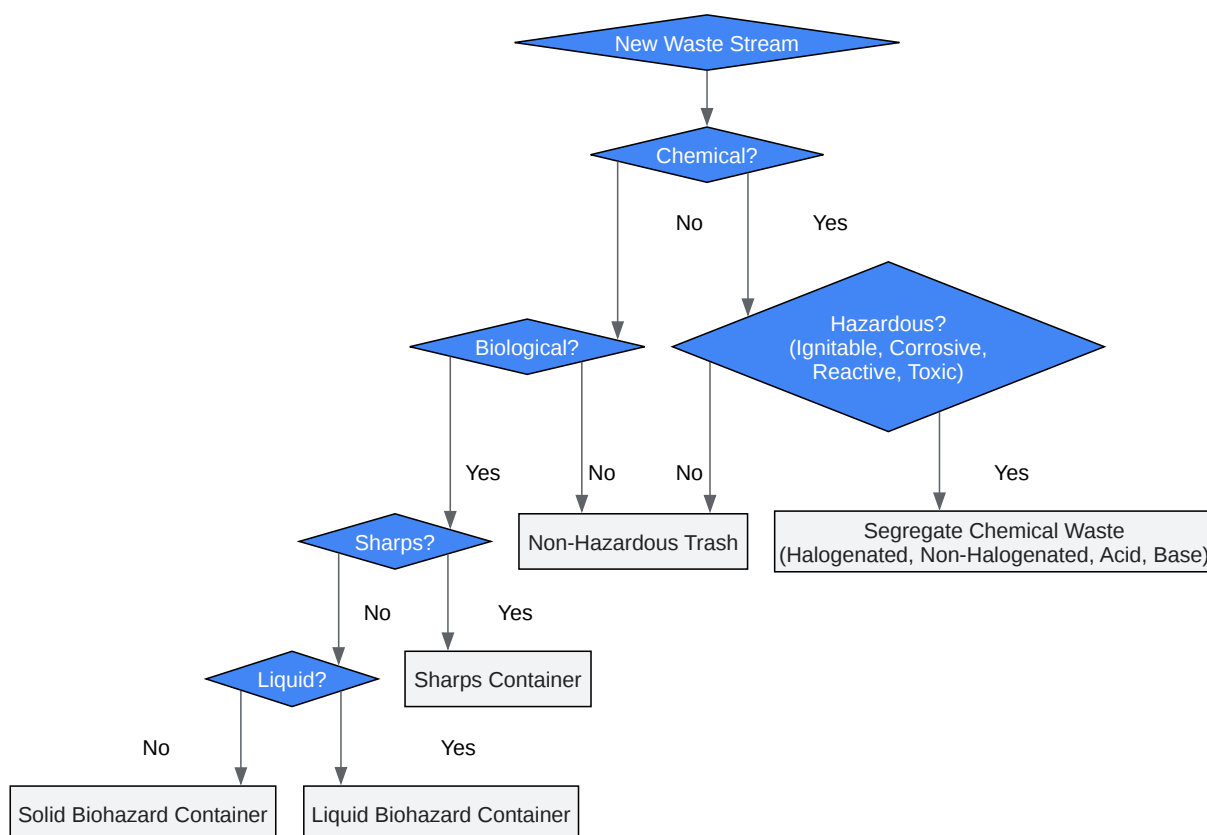 New Waste Stream
Chemical?
No
Yes
Hazardous?
(Ignitable, Corrosive,
Reactive, Toxic)
Biological?
Yes
No
No
Yes
Sharps?
Non-Hazardous Trash
Segregate Chemical Waste
(Halogenated, Non-Halogenated, Acid, Base)
No
Yes
Liquid?
Sharps Container
No
Yes
Solid Biohazard Container
Liquid Biohazard Container